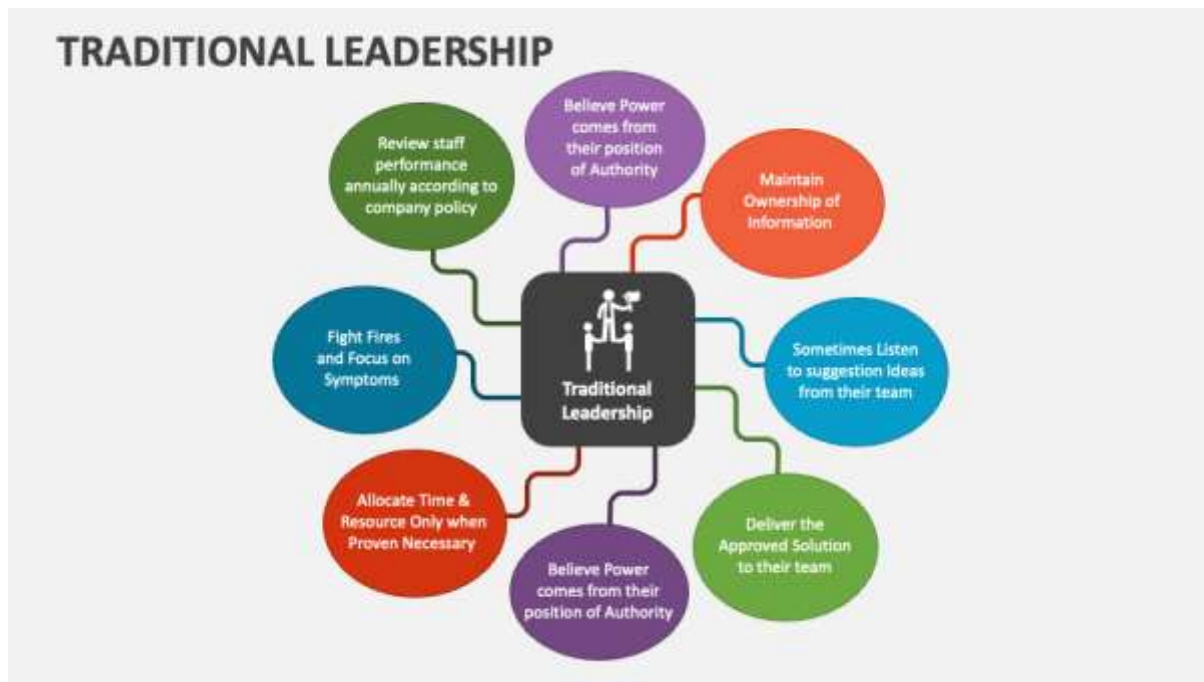 TRADITIONAL LEADERSHIP
Believe Power
comes from
their position
of Authority
Maintain
Ownership of
Information
Sometimes Listen
to suggestion Ideas
from their team
Deliver the
Approved Solution
to their team
Believe Power
comes from their
position of Authority
Allocate Time &
Resource Only when
Proven Necessary
Fight Fires
and Focus on
Symptoms
Review staff
performance
annually according to
company policy
Traditional
Leadership